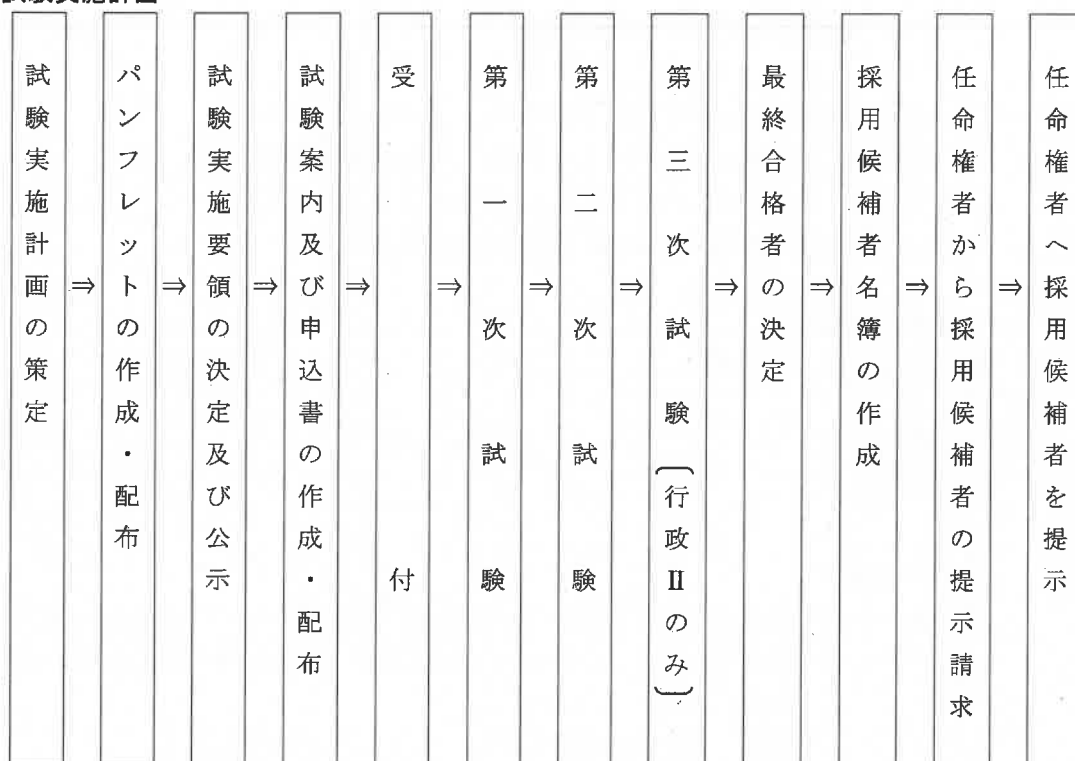 試験実施計画
試験実施計画の策定
⇒
パンフレットの作成・配布
⇒
試験実施要領の決定及び公示
⇒
試験案内及び申込書の作成・配布
⇒
受付
⇒
第一次試験
⇒
第二次試験
⇒
第三次試験（行政Ⅱのみ）
⇒
最終合格者の決定
⇒
採用候補者名簿の作成
⇒
任命権者から採用候補者の提示請求
⇒
任命権者へ採用候補者を提示